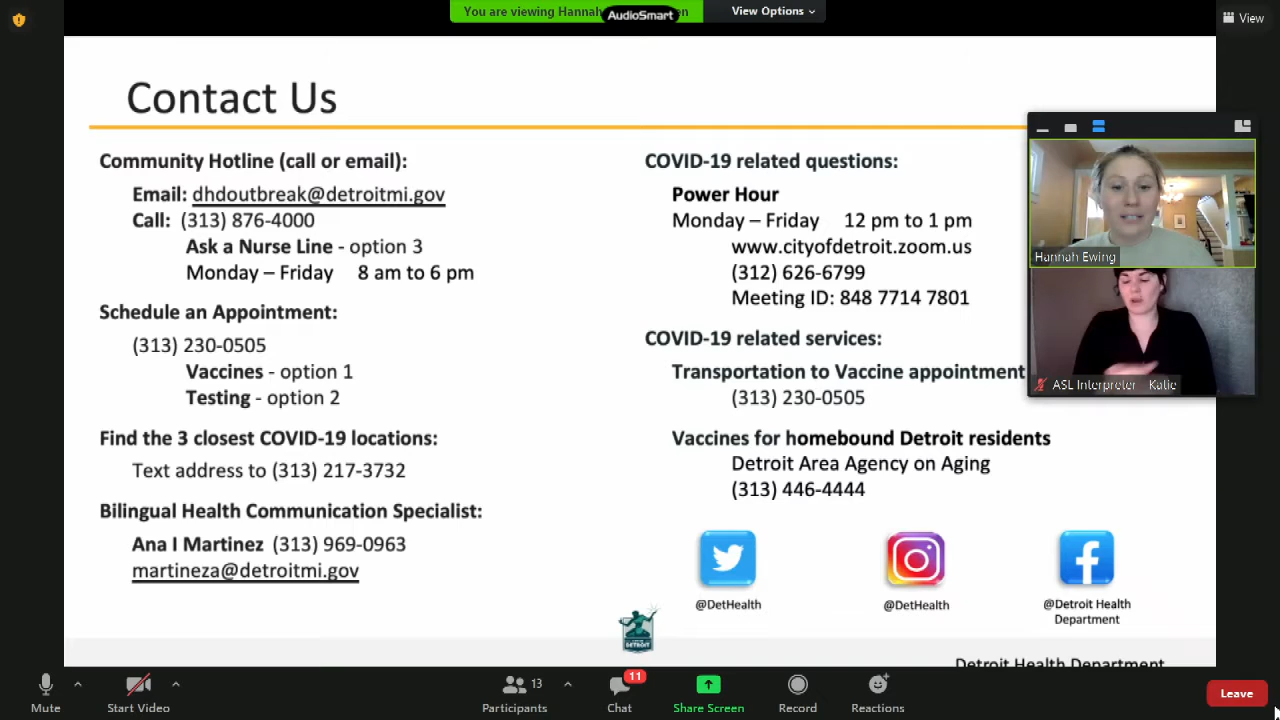 You are viewing Hannah
en
AudioSmart
View Options
View
Contact Us
Community Hotline (call or email):
Email: dhdoutbreak@detroitmi.gov
Call: (313) 876-4000
Ask a Nurse Line - option 3
Monday – Friday 8 am to 6 pm
Schedule an Appointment:
(313) 230-0505
Vaccines - option 1
Testing - option 2
Find the 3 closest COVID-19 locations:
Text address to (313) 217-3732
Bilingual Health Communication Specialist:
Ana I Martinez (313) 969-0963
martineza@detroitmi.gov
COVID-19 related questions:
Power Hour
Monday – Friday 12 pm to 1 pm
www.cityofdetroit.zoom.us
(312) 626-6799
Meeting ID: 848 7714 7801
COVID-19 related services:
Transportation to Vaccine appointment
(313) 230-0505
Vaccines for homebound Detroit residents
Detroit Area Agency on Aging
(313) 446-4444
@DetHealth
@DetHealth
@Detroit Health
Department
Hannah Ewing
ASL Interpreter Katie
DETROIT
Detroit Health Department
Mute
Start Video
13
Participants
11
Chat
Share Screen
Record
Reactions
Leave